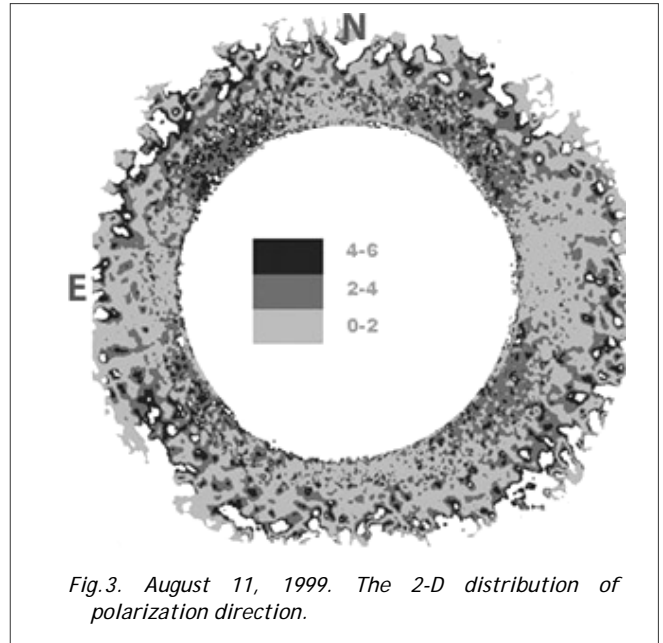 N
E
4-6
2-4
0-2
Fig.3. August 11, 1999. The 2-D distribution of
polarization direction.